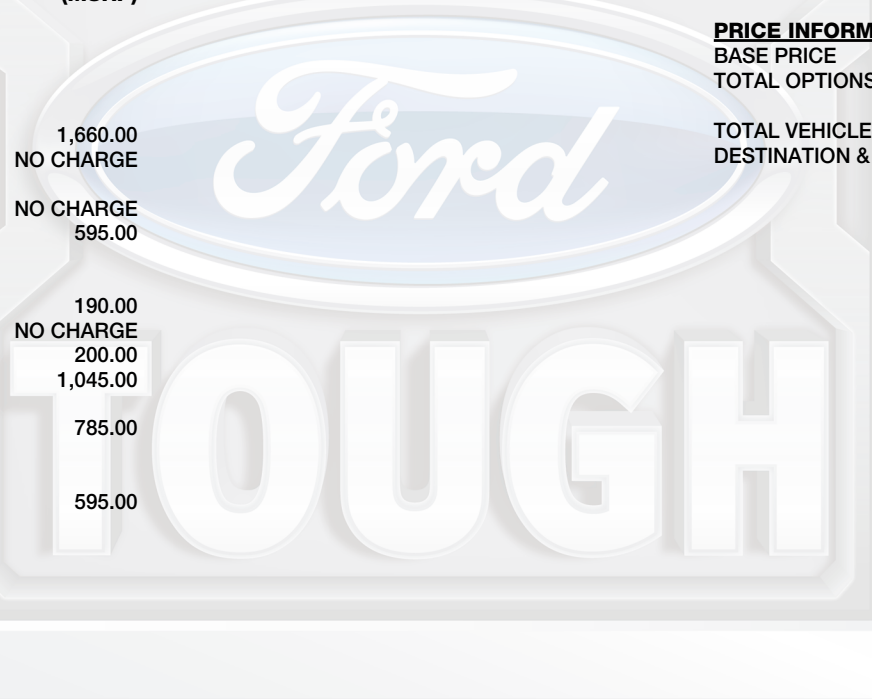 (MSRP)
1,660.00
NO CHARGE
NO CHARGE
595.00
190.00
NO CHARGE
200.00
1,045.00
785.00
595.00
PRICE INFORM
BASE PRICE
TOTAL OPTIONS
TOTAL VEHICLE
DESTINATION &
Ford
TOUGH